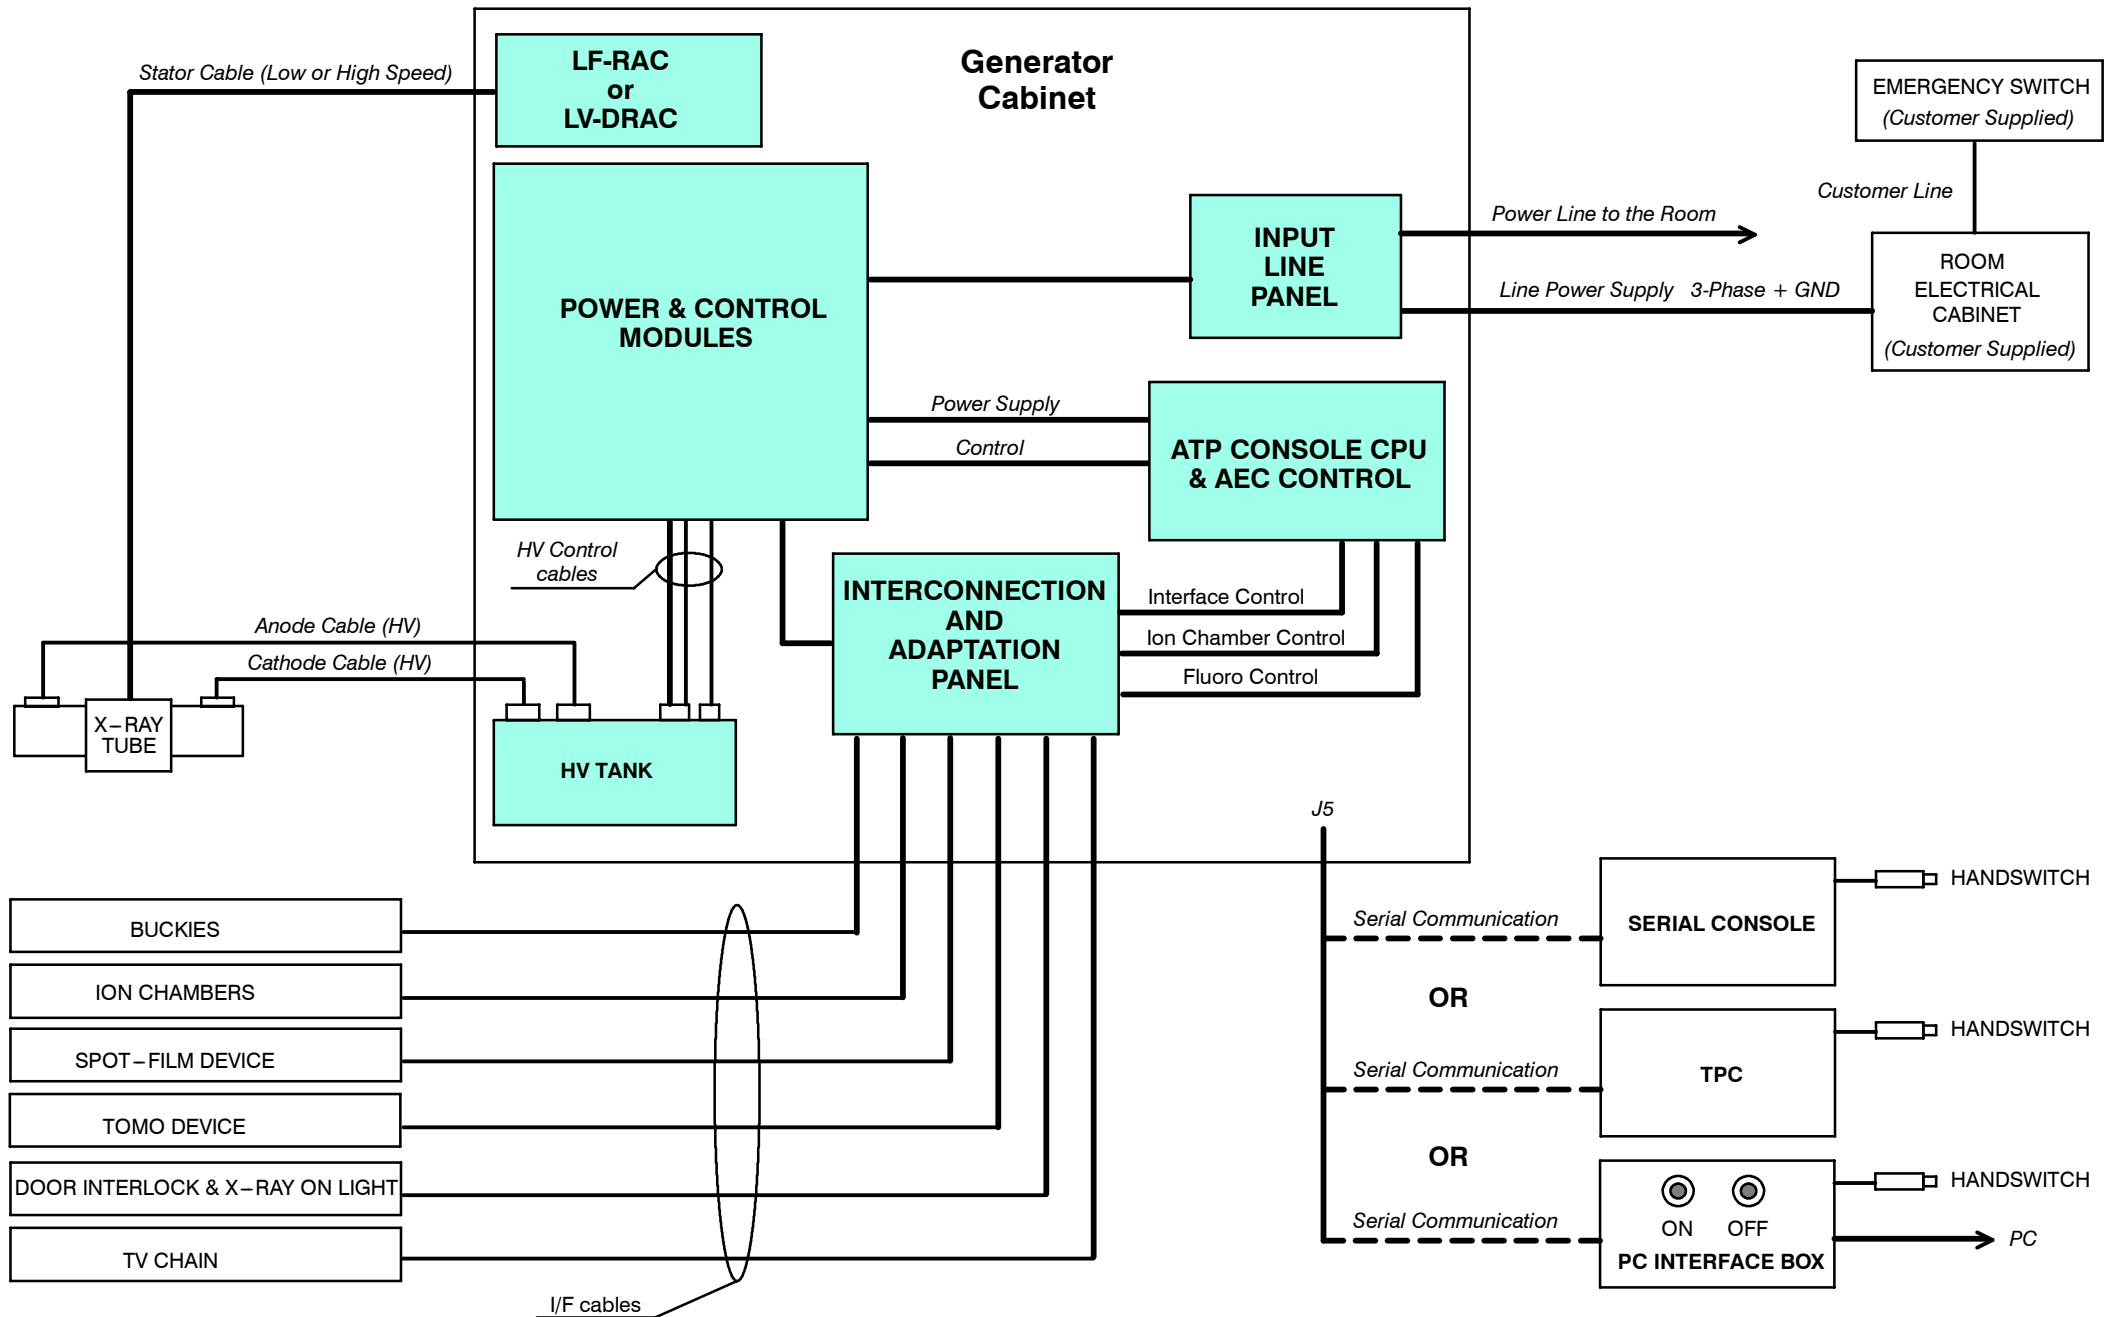 Generator
Cabinet
LF-RAC
or
LV-DRAC
Stator Cable (Low or High Speed)
EMERGENCY SWITCH
(Customer Supplied)
Customer Line
POWER & CONTROL
MODULES
INPUT
LINE
PANEL
Power Line to the Room
Line Power Supply 3-Phase + GND
ROOM
ELECTRICAL
CABINET
(Customer Supplied)
Power Supply
Control
ATP CONSOLE CPU
& AEC CONTROL
HV Control
cables
INTERCONNECTION
AND
ADAPTATION
PANEL
Interface Control
Ion Chamber Control
Fluoro Control
Anode Cable (HV)
Cathode Cable (HV)
X-RAY
TUBE
HV TANK
J5
BUCKIES
ION CHAMBERS
SPOT-FILM DEVICE
TOMO DEVICE
DOOR INTERLOCK & X-RAY ON LIGHT
TV CHAIN
I/F cables
Serial Communication
SERIAL CONSOLE
HANDSWITCH
OR
Serial Communication
TPC
HANDSWITCH
OR
Serial Communication
ON OFF
PC INTERFACE BOX
HANDSWITCH
PC